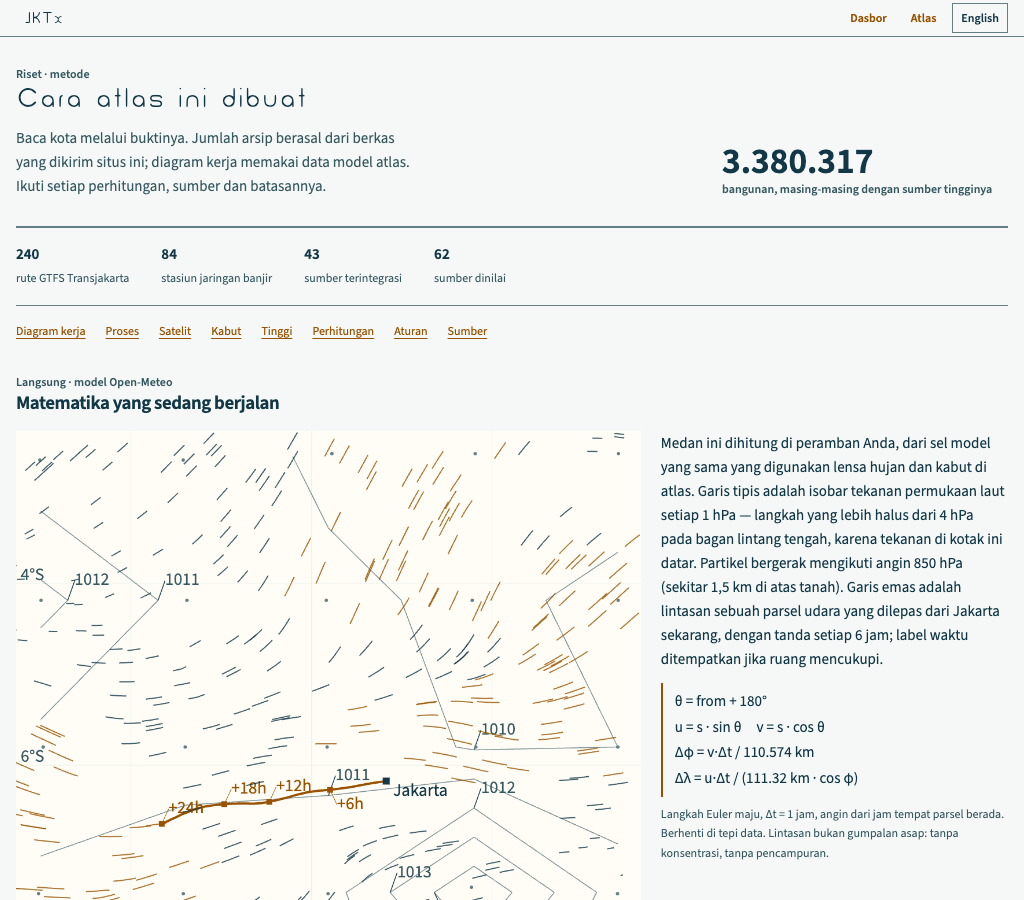 JKTx
Dasbor Atlas English
Riset · metode
Cara atlas ini dibuat
Baca kota melalui buktinya. Jumlah arsip berasal dari berkas
yang dikirim situs ini; diagram kerja memakai data model atlas.
Ikuti setiap perhitungan, sumber dan batasannya.
3.380.317
bangunan, masing-masing dengan sumber tingginya
240 84 43 62
rute GTFS Transjakarta stasiun jaringan banjir sumber terintegrasi sumber dinilai
Diagram kerja Proses Satelit Kabut Tinggi Perhitungan Aturan Sumber
Langsung · model Open-Meteo
Matematika yang sedang berjalan
4°S
1012
1011
1010
6°S
1011
+24h
+18h
+12h
+6h
Jakarta
1012
1013
Medan ini dihitung di peramban Anda, dari sel model
yang sama yang digunakan lensa hujan dan kabut di
atlas. Garis tipis adalah isobar tekanan permukaan laut
setiap 1 hPa — langkah yang lebih halus dari 4 hPa
pada bagan lintang tengah, karena tekanan di kotak ini
datar. Partikel bergerak mengikuti angin 850 hPa
(sekitar 1,5 km di atas tanah). Garis emas adalah
lintasan sebuah parsel udara yang dilepas dari Jakarta
sekarang, dengan tanda setiap 6 jam; label waktu
ditempatkan jika ruang mencukupi.
θ = from + 180°
u = s · sin θ v = s · cos θ
Δφ = v·Δt / 110.574 km
Δλ = u·Δt / (111.32 km · cos φ)
Langkah Euler maju, Δt = 1 jam, angin dari jam tempat parsel berada.
Berhenti di tepi data. Lintasan bukan gumpalan asap: tanpa
konsentrasi, tanpa pencampuran.